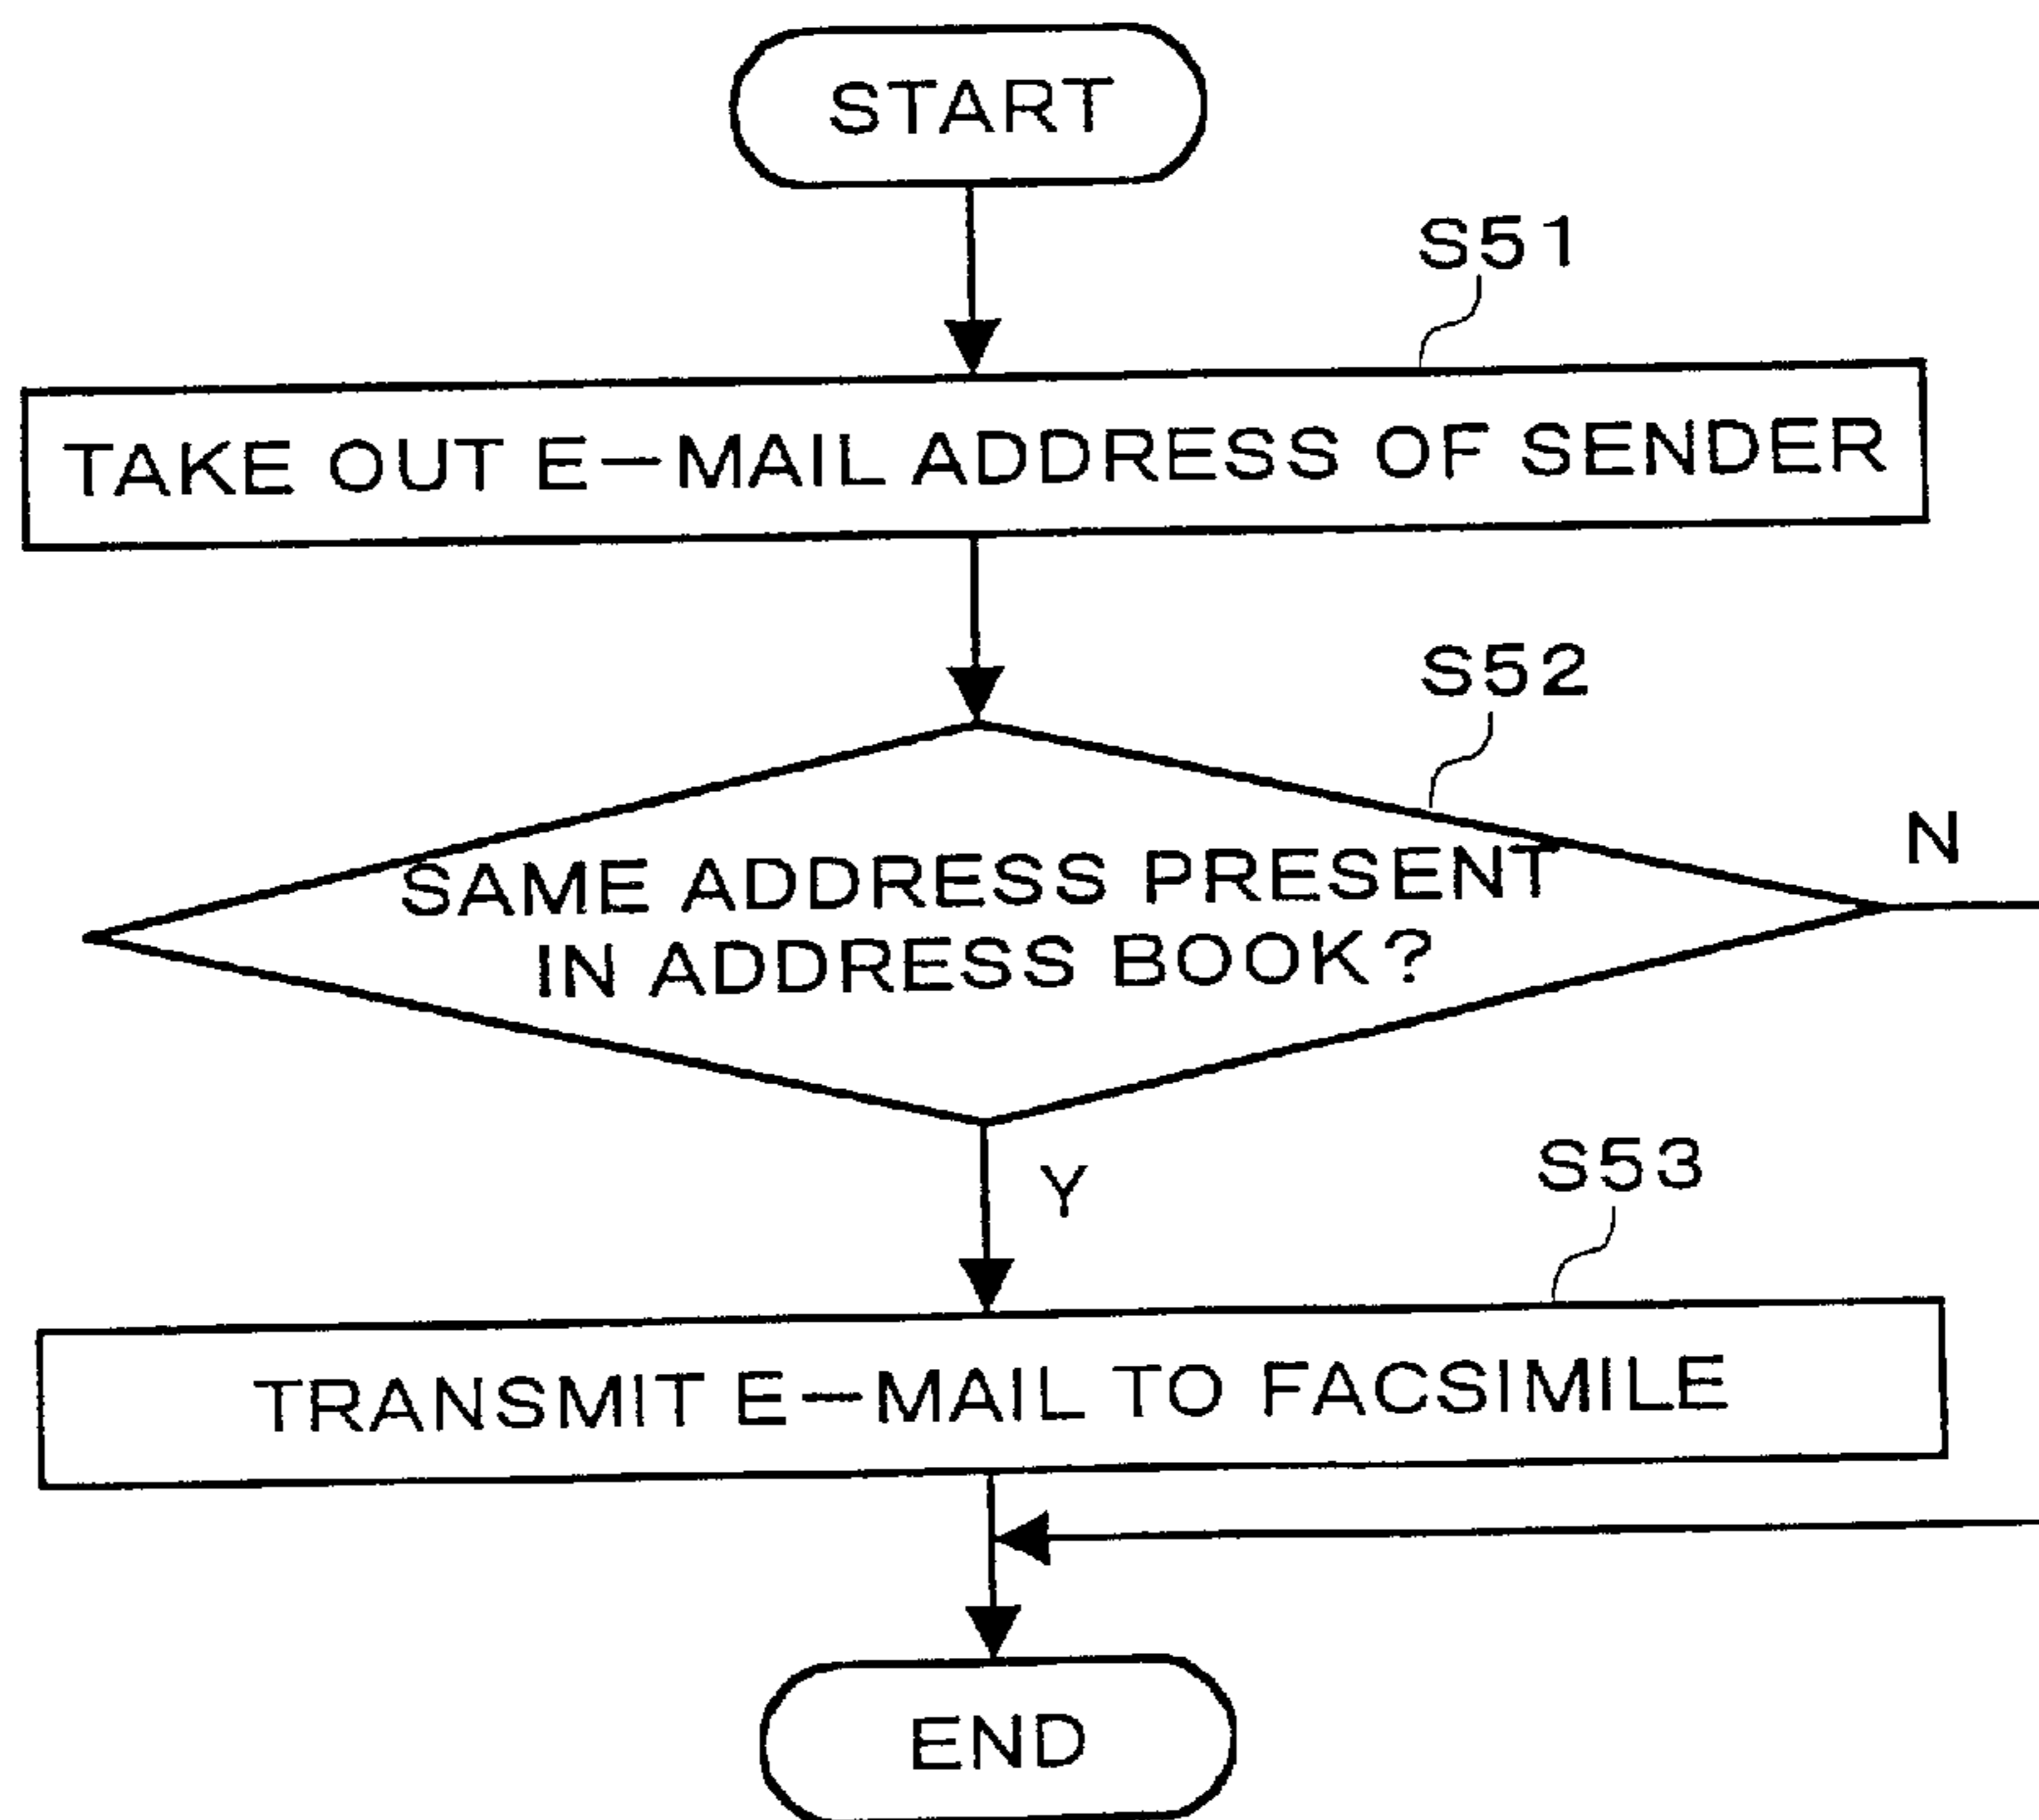 START
S51
TAKE OUT E-MAIL ADDRESS OF SENDER
S52
N
SAME ADDRESS PRESENT
IN ADDRESS BOOK?
Y
S53
TRANSMIT E-MAIL TO FACSIMILE
END